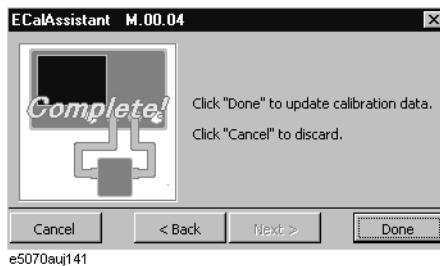 ECalAssistant M.00.04
Complete!
Click "Done" to update calibration data.
Click "Cancel" to discard.
Cancel
< Back
Next >
Done
e5070auj141